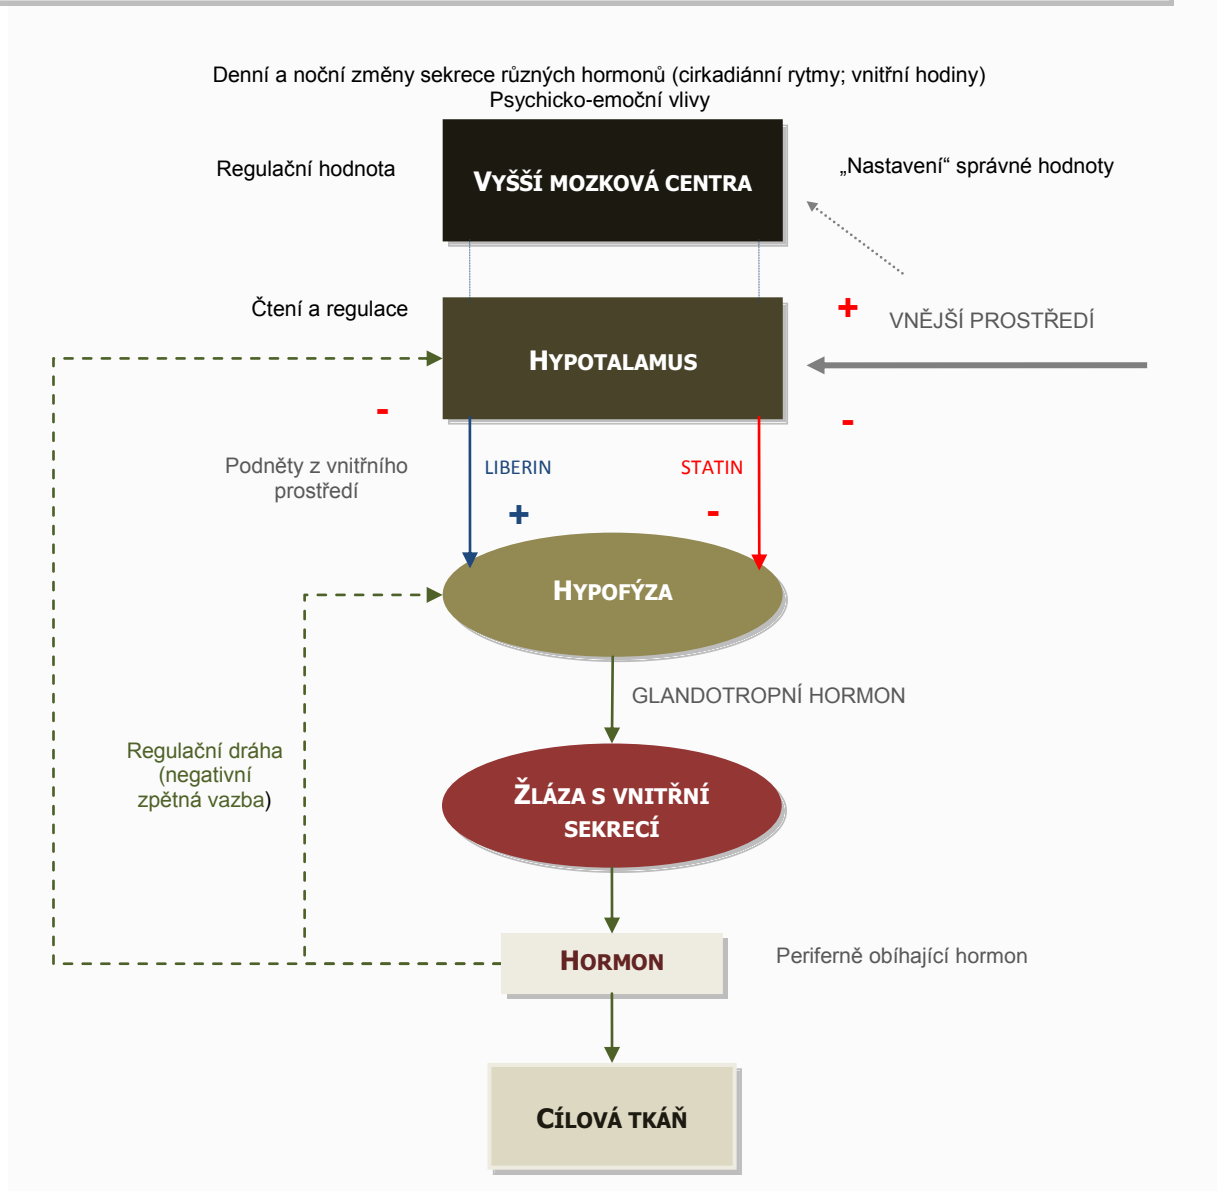 Denní a noční změny sekrece různých hormonů (cirkadiánní rytmy; vnitřní hodiny)
Psychicko-emoční vlivy
Regulační hodnota
VYŠŠÍ MOZKOVÁ CENTRA
„Nastavení“ správné hodnoty
Čtení a regulace
+
VNĚJŠÍ PROSTŘEDÍ
HYPOTALAMUS
-
-
Podněty z vnitřního
prostředí
LIBERIN
STATIN
+
-
HYPOFÝZA
GLANDOTROPNÍ HORMON
Regulační dráha
(negativní
zpětná vazba)
ŽLÁZA S VNITŘNÍ
SEKRECÍ
HORMON
Periferně obíhající hormon
CÍLOVÁ TKÁŇ